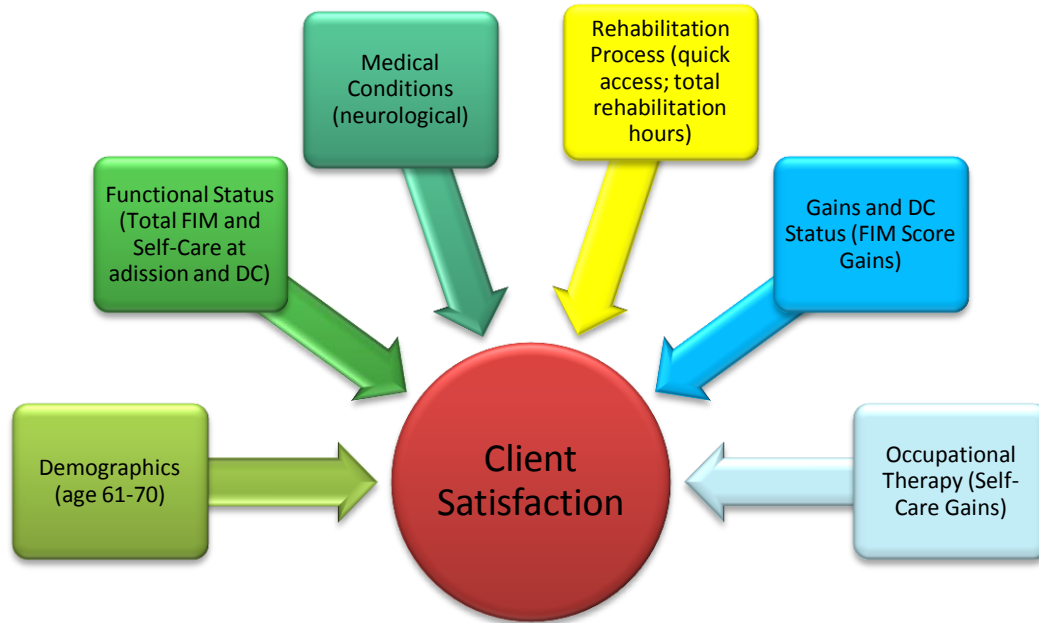 Medical
Conditions
(neurological)
Rehabilitation
Process (quick
access; total
rehabilitation
hours)
Functional Status
(Total FIM and
Self-Care at
adission and DC)
Gains and DC
Status (FIM Score
Gains)
Demographics
(age 61-70)
Client
Satisfaction
Occupational
Therapy (Self-
Care Gains)